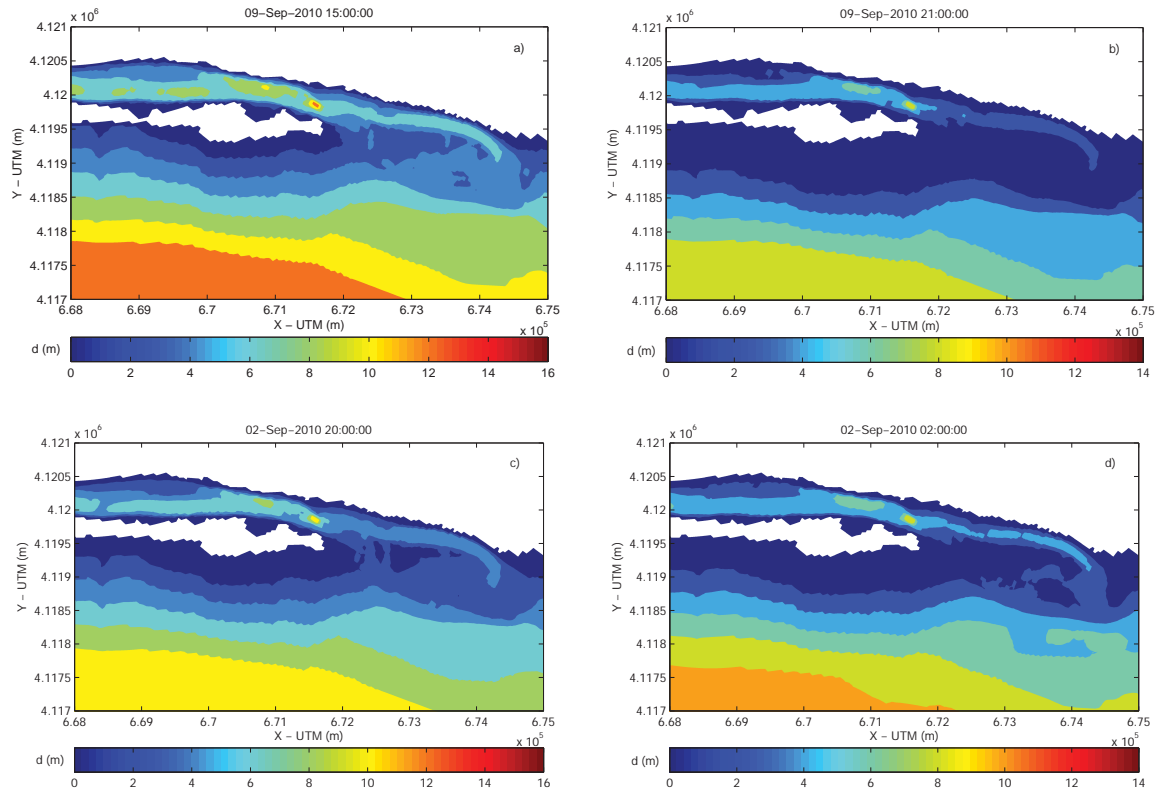 09-Sep-2010 15:00:00
x 10^6
a)
4.121
4.1205
4.12
4.1195
4.119
4.1185
4.118
4.1175
4.117
Y - UTM (m)
6.68 6.69 6.7 6.71 6.72 6.73 6.74 6.75
X - UTM (m)
x 10^5
d (m)
0 2 4 6 8 10 12 14 16
09-Sep-2010 21:00:00
x 10^6
b)
4.121
4.1205
4.12
4.1195
4.119
4.1185
4.118
4.1175
4.117
Y - UTM (m)
6.68 6.69 6.7 6.71 6.72 6.73 6.74 6.75
X - UTM (m)
x 10^5
d (m)
0 2 4 6 8 10 12 14
02-Sep-2010 20:00:00
x 10^6
c)
4.121
4.1205
4.12
4.1195
4.119
4.1185
4.118
4.1175
4.117
Y - UTM (m)
6.68 6.69 6.7 6.71 6.72 6.73 6.74 6.75
X - UTM (m)
x 10^5
d (m)
0 2 4 6 8 10 12 14 16
02-Sep-2010 02:00:00
x 10^6
d)
4.121
4.1205
4.12
4.1195
4.119
4.1185
4.118
4.1175
4.117
Y - UTM (m)
6.68 6.69 6.7 6.71 6.72 6.73 6.74 6.75
X - UTM (m)
x 10^5
d (m)
0 2 4 6 8 10 12 14